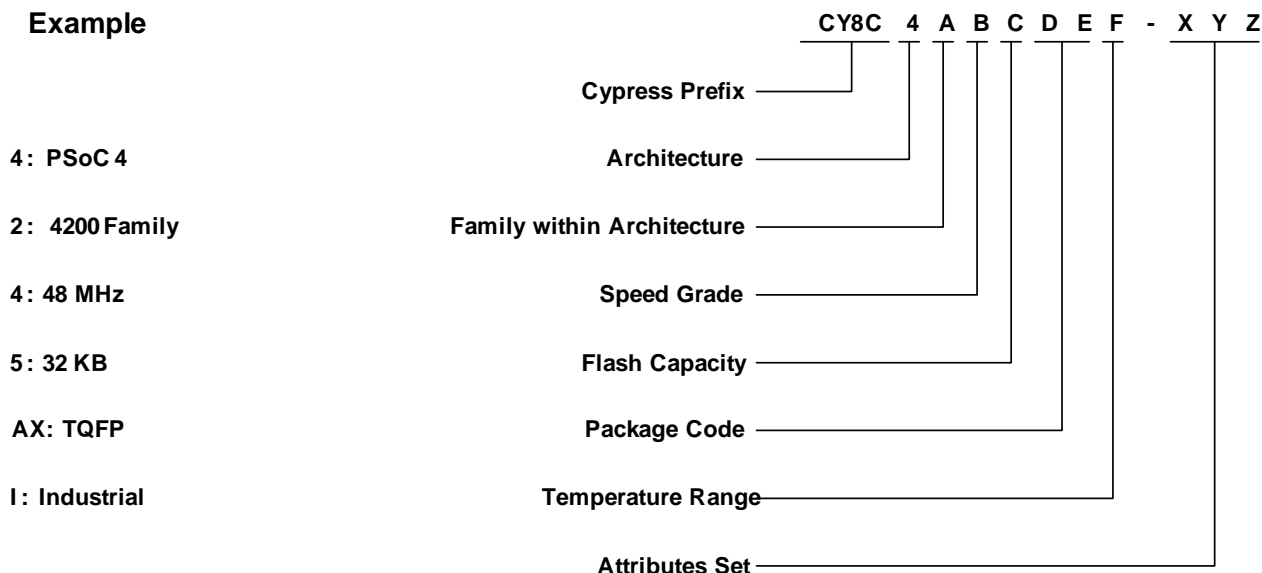 Example CY8C 4 A B C D E F - X Y Z
Cypress Prefix
4: PSoC 4 Architecture
2: 4200 Family Family within Architecture
4: 48 MHz Speed Grade
5: 32 KB Flash Capacity
AX: TQFP Package Code
I: Industrial Temperature Range
Attributes Set